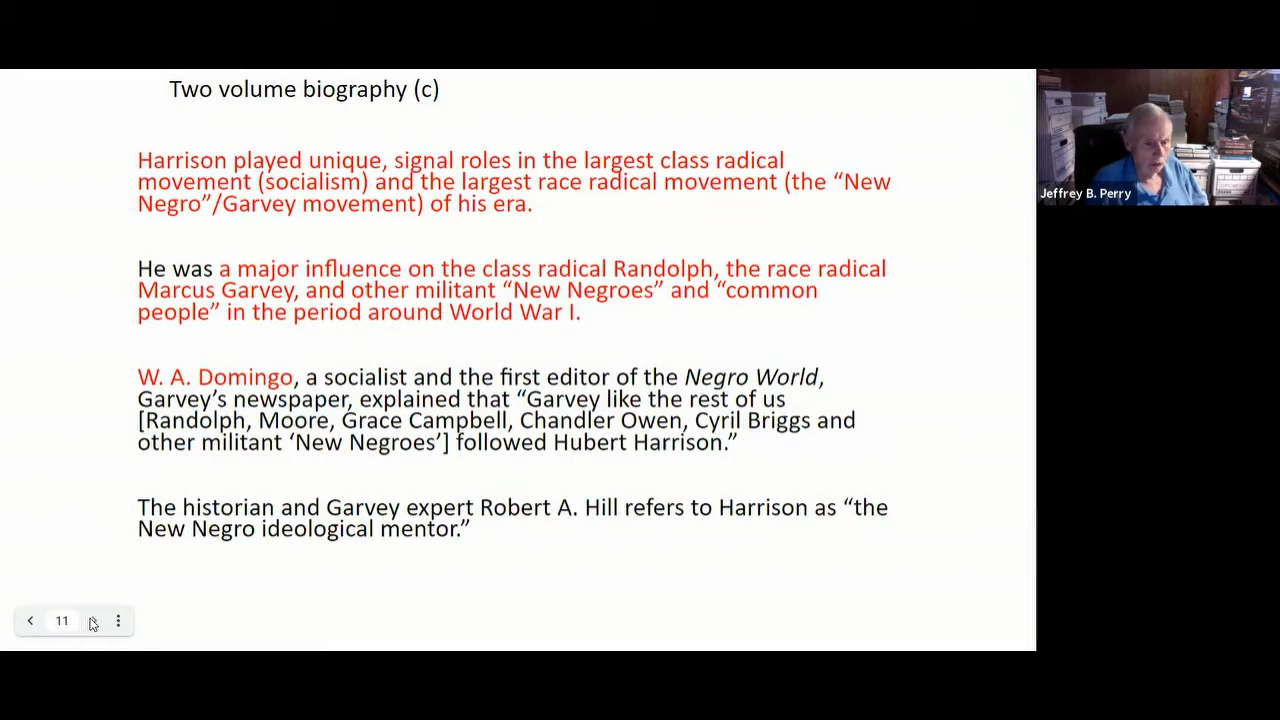 Two volume biography (c)
Harrison played unique, signal roles in the largest class radical
movement (socialism) and the largest race radical movement (the “New
Negro”/Garvey movement) of his era.
He was a major influence on the class radical Randolph, the race radical
Marcus Garvey, and other militant “New Negroes” and “common
people” in the period around World War I.
W. A. Domingo, a socialist and the first editor of the Negro World,
Garvey’s newspaper, explained that “Garvey like the rest of us
[Randolph, Moore, Grace Campbell, Chandler Owen, Cyril Briggs and
other militant ‘New Negroes’] followed Hubert Harrison.”
The historian and Garvey expert Robert A. Hill refers to Harrison as “the
New Negro ideological mentor.”
11
Jeffrey B. Perry